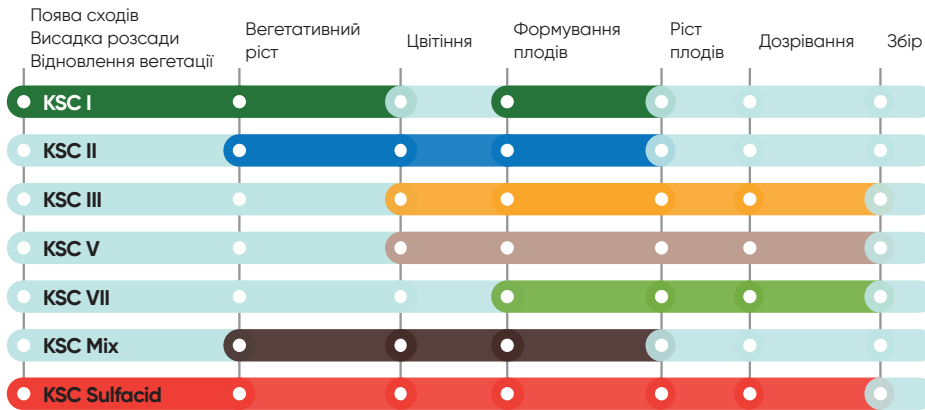 Поява сходів
Висадка розсади
Відновлення вегетації
Вегетативний
ріст
Цвітіння
Формування
плодів
Ріст
плодів
Дозрівання
Збір
KSC I
KSC II
KSC III
KSC V
KSC VII
KSC Mix
KSC Sulfacid